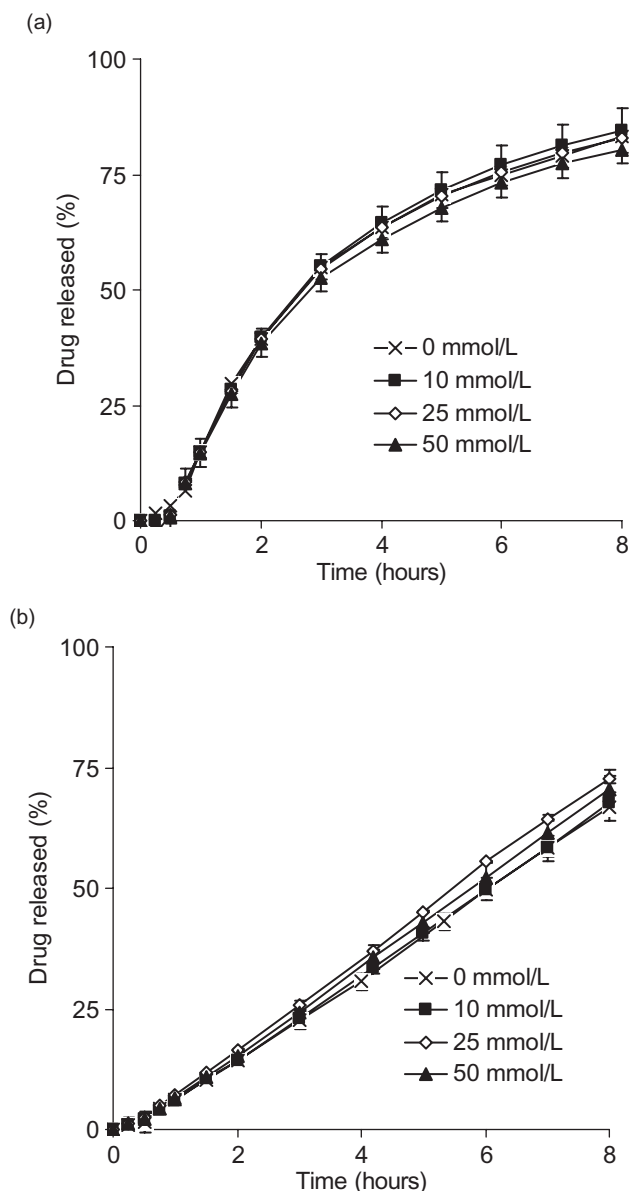 (a)
100
75
50
25
0
Drug released (%)
0 mmol/L
10 mmol/L
25 mmol/L
50 mmol/L
0 2 4 6 8
Time (hours)
(b)
100
75
50
25
0
Drug released (%)
0 mmol/L
10 mmol/L
25 mmol/L
50 mmol/L
0 2 4 6 8
Time (hours)